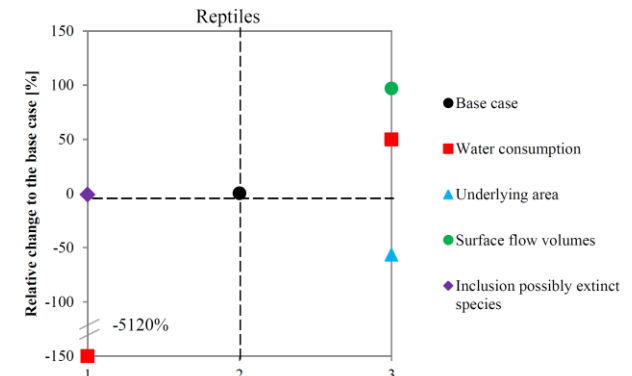 Reptiles
Relative change to the base case [%]
150
100
50
0
-50
-100
-150
-5120%
1
2
3
Base case
Water consumption
Underlying area
Surface flow volumes
Inclusion possibly extinct
species